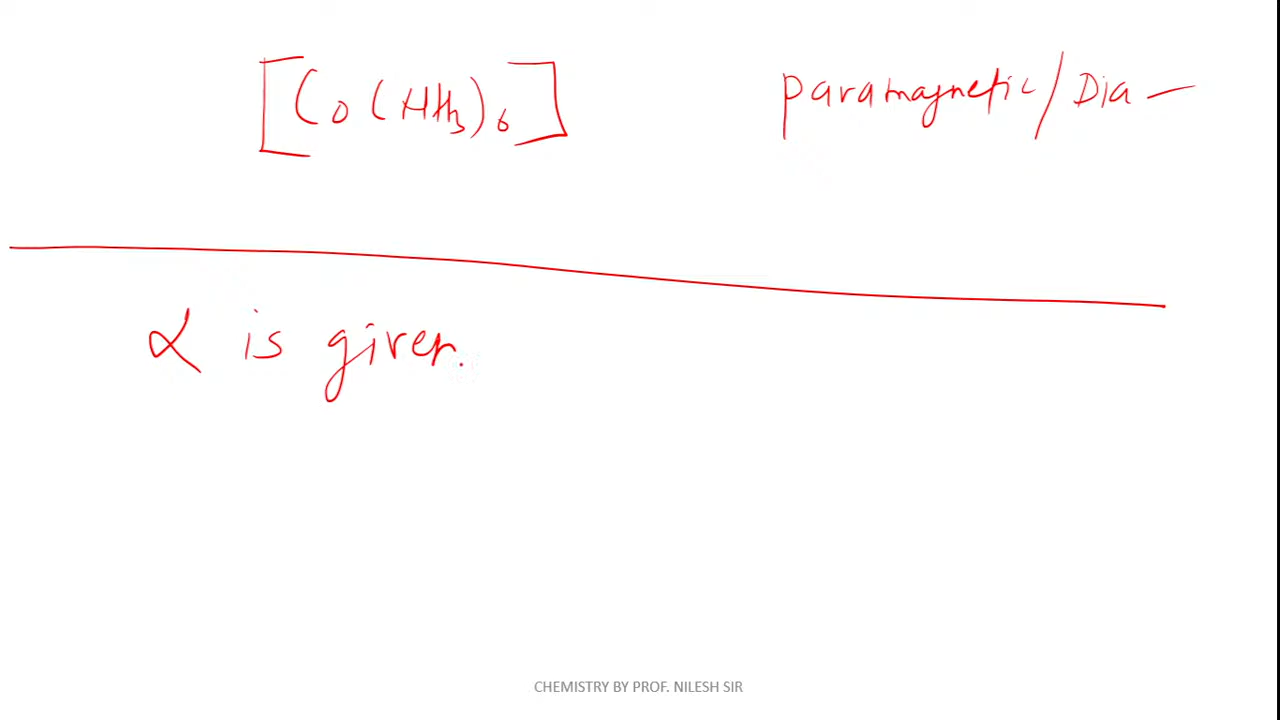 [Co(NH3)6] paramagnetic/Dia —
α is given.
CHEMISTRY BY PROF. NILESH SIR